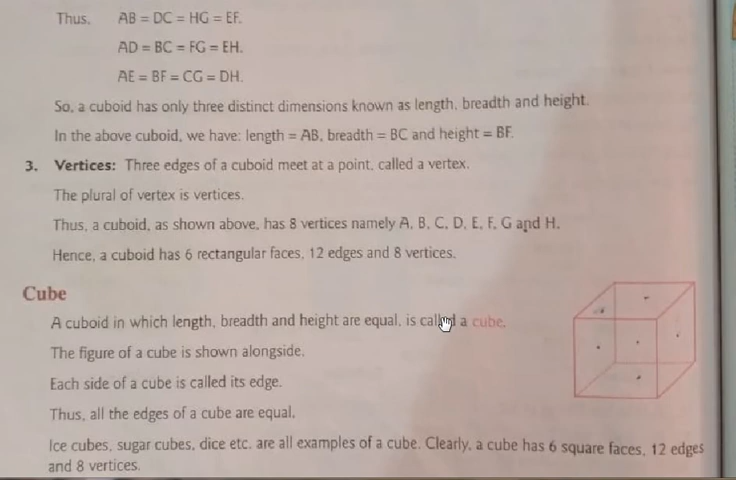 Thus, AB = DC = HG = EF.
AD = BC = FG = EH.
AE = BF = CG = DH.
So, a cuboid has only three distinct dimensions known as length, breadth and height.
In the above cuboid, we have: length = AB, breadth = BC and height = BF.
3. Vertices: Three edges of a cuboid meet at a point, called a vertex.
The plural of vertex is vertices.
Thus, a cuboid, as shown above, has 8 vertices namely A, B, C, D, E, F, G and H.
Hence, a cuboid has 6 rectangular faces, 12 edges and 8 vertices.
Cube
A cuboid in which length, breadth and height are equal, is called a cube.
The figure of a cube is shown alongside.
Each side of a cube is called its edge.
Thus, all the edges of a cube are equal.
Ice cubes, sugar cubes, dice etc. are all examples of a cube. Clearly, a cube has 6 square faces, 12 edges
and 8 vertices.